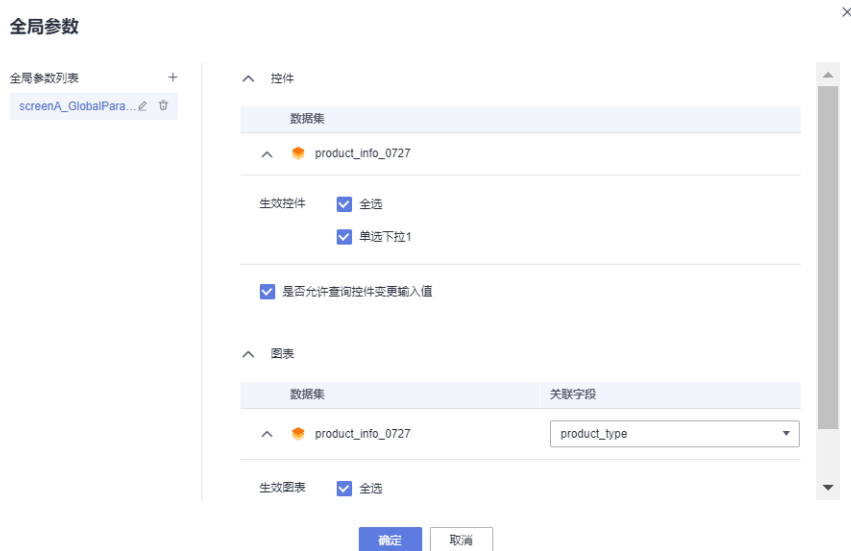 全局参数
全局参数列表
screenA_GlobalPara...
控件
数据集
product_info_0727
生效控件 全选
单选下拉1
是否允许查询控件变更输入值
图表
数据集 关联字段
product_info_0727 product_type
生效图表 全选
确定 取消